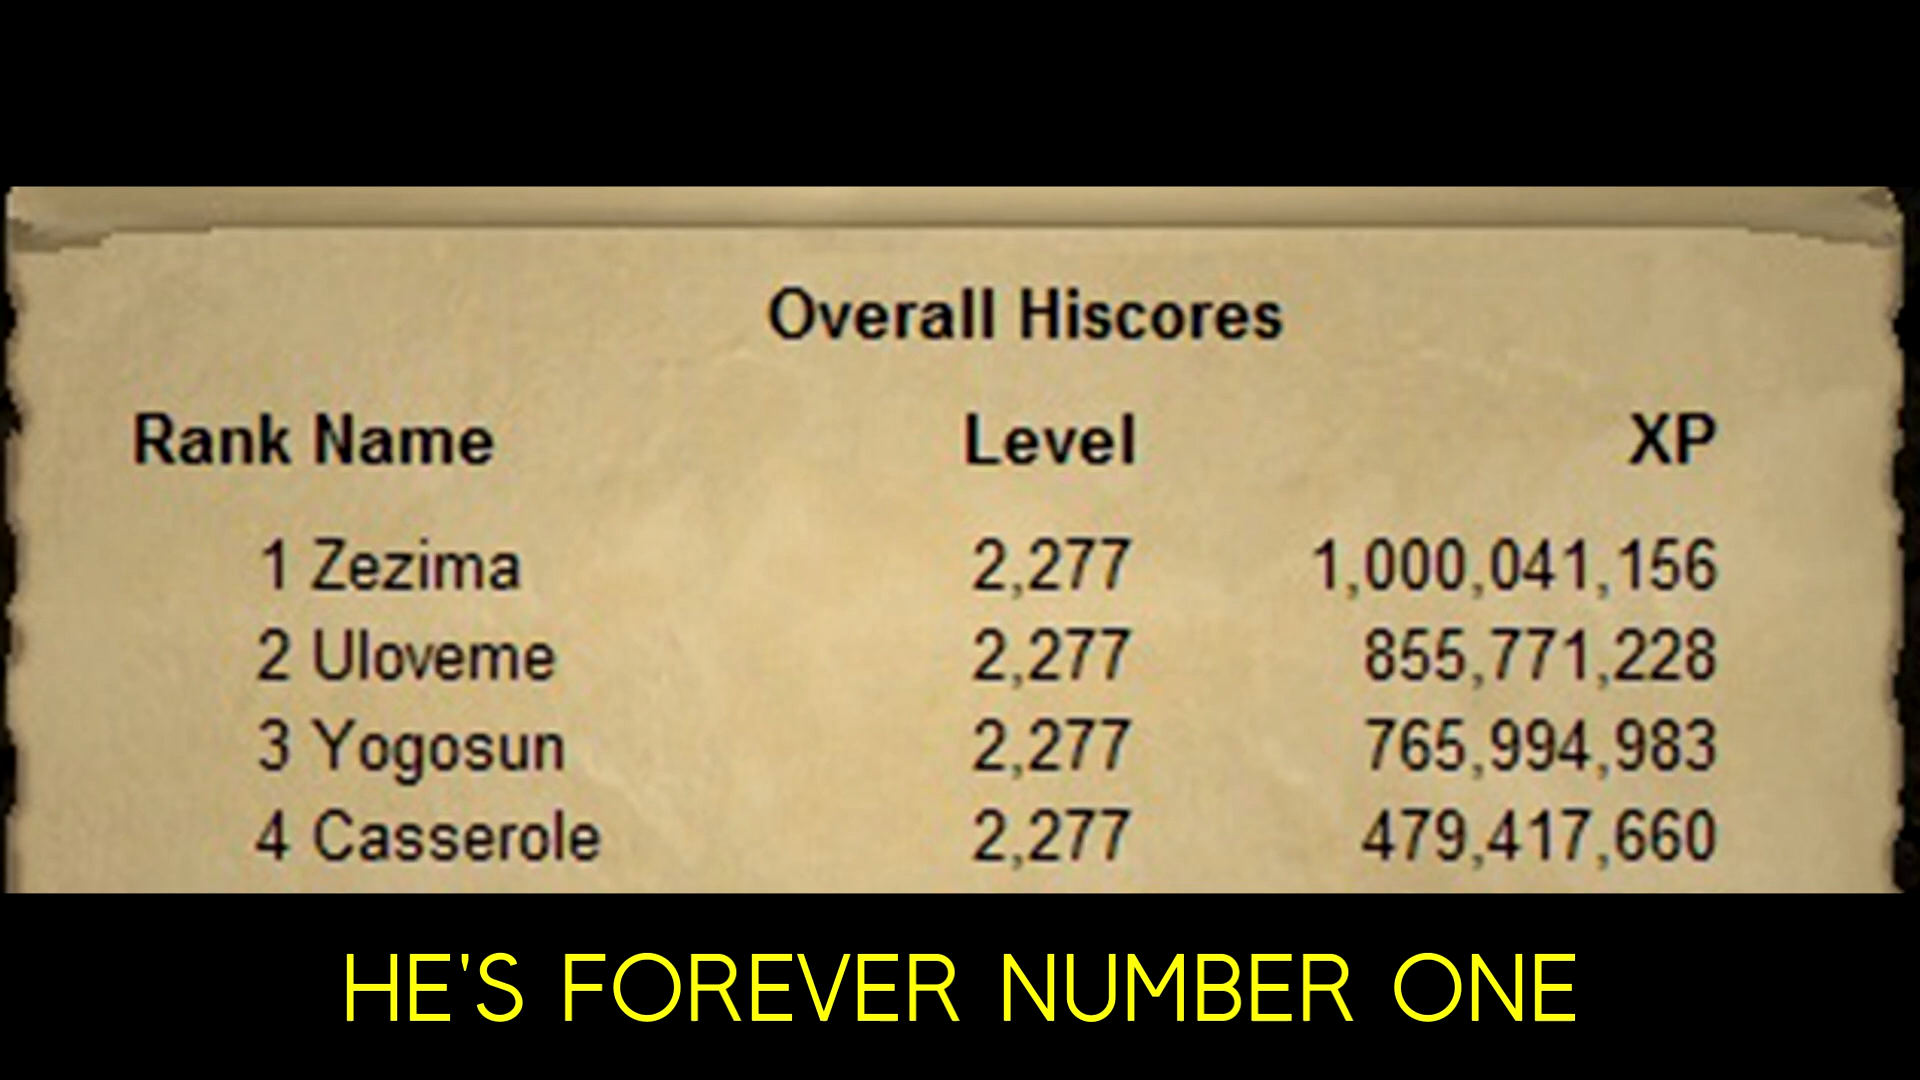 Overall Hiscores
Rank Name Level XP
1 Zezima 2,277 1,000,041,156
2 Uloveme 2,277 855,771,228
3 Yogosun 2,277 765,994,983
4 Casserole 2,277 479,417,660
HE'S FOREVER NUMBER ONE